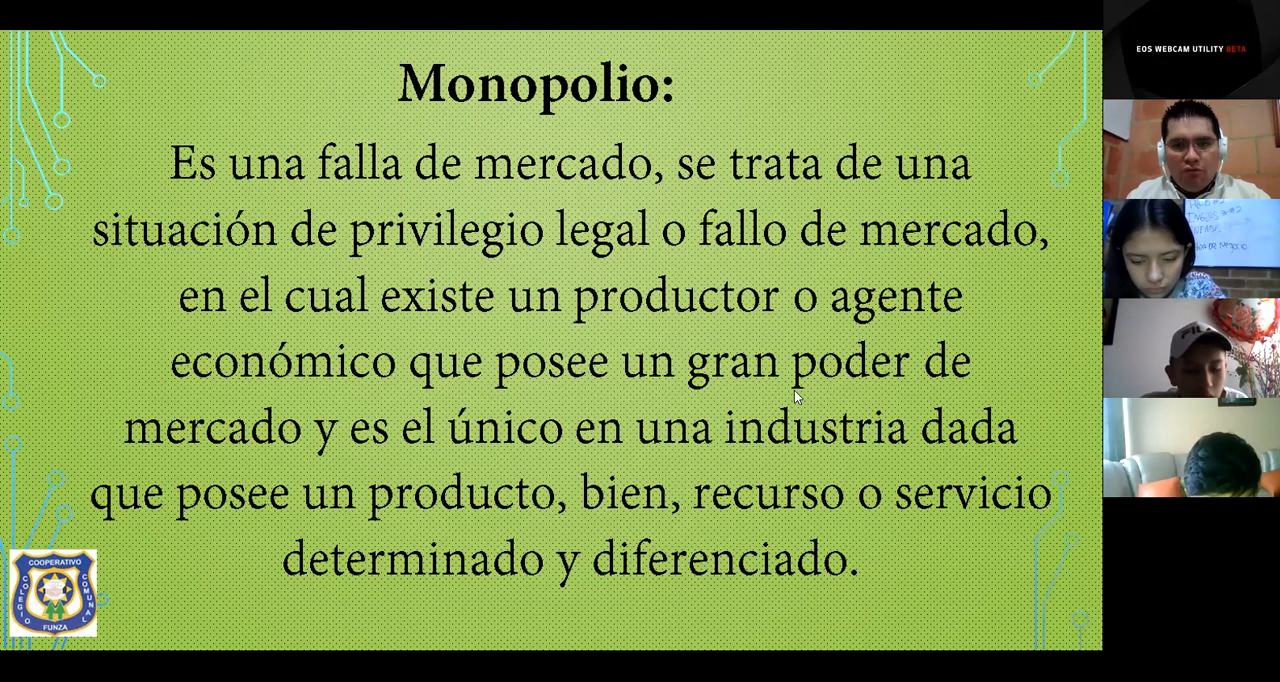 Monopolio:
Es una falla de mercado, se trata de una
situación de privilegio legal o fallo de mercado,
en el cual existe un productor o agente
económico que posee un gran poder de
mercado y es el único en una industria dada
que posee un producto, bien, recurso o servicio
determinado y diferenciado.
COOPERATIVO
COLEGIO
COMUNAL
FUNZA
EOS WEBCAM UTILITY BETA